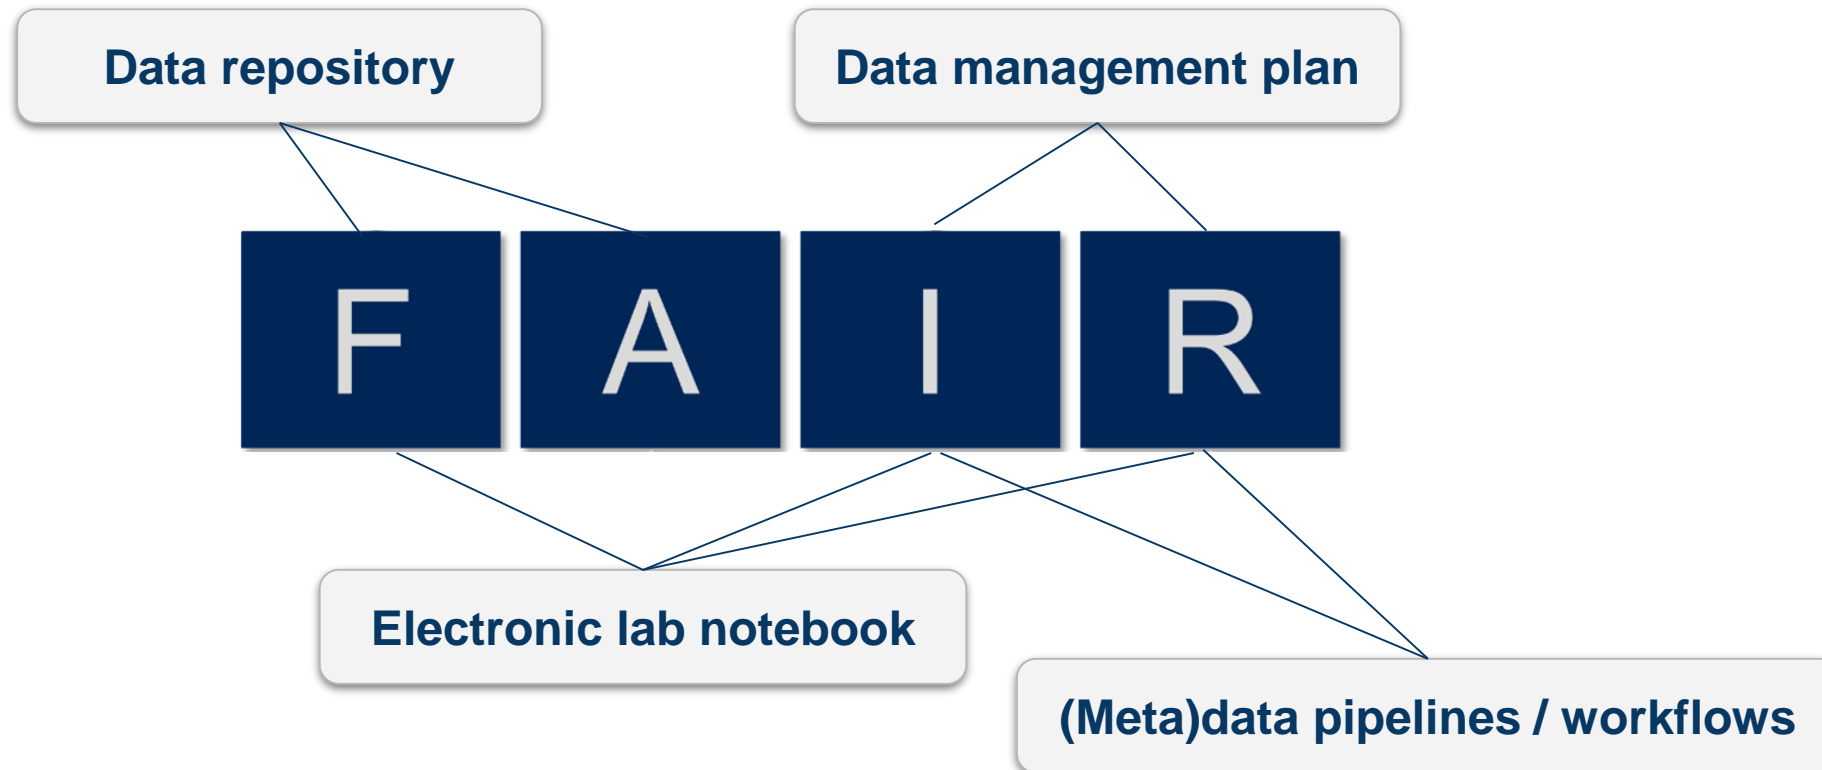 Data repository
Data management plan
F A I R
Electronic lab notebook
(Meta)data pipelines / workflows